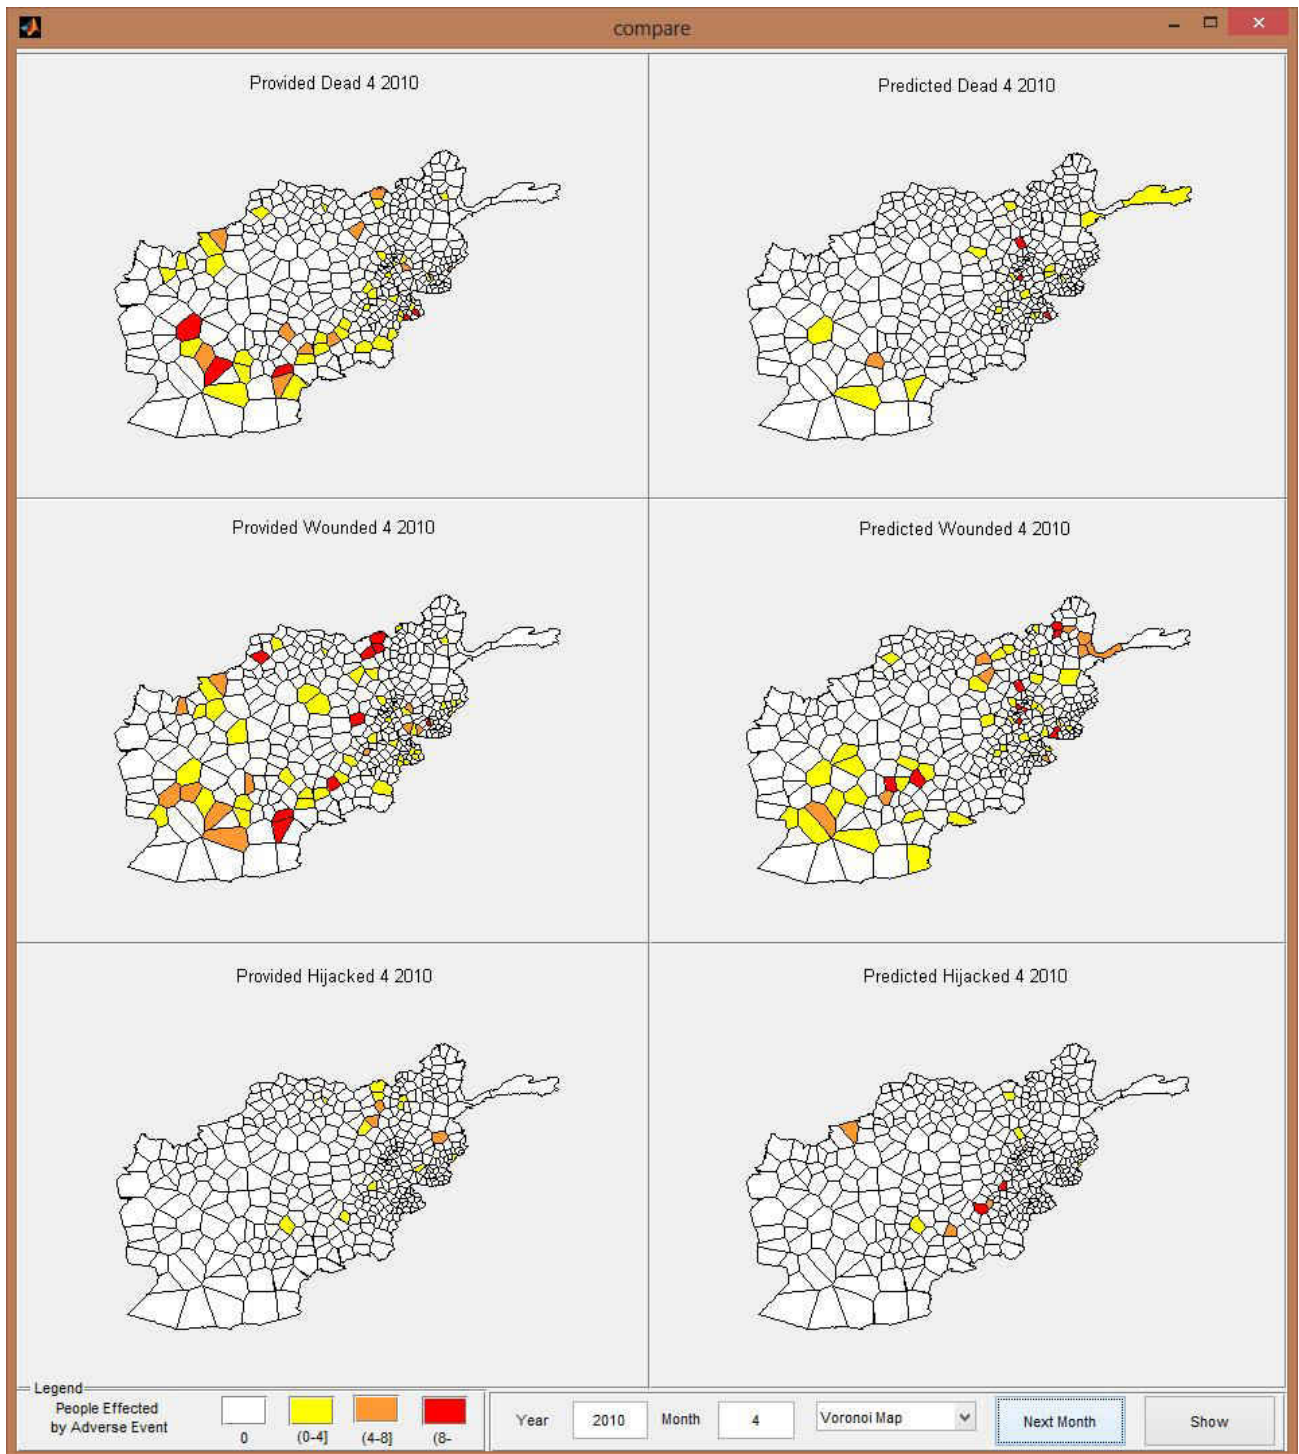 compare
Provided Dead 4 2010
Predicted Dead 4 2010
Provided Wounded 4 2010
Predicted Wounded 4 2010
Provided Hijacked 4 2010
Predicted Hijacked 4 2010
Legend
People Effected
by Adverse Event
0
(0-4]
(4-8]
(8-
Year
2010
Month
4
Voronoi Map
Next Month
Show